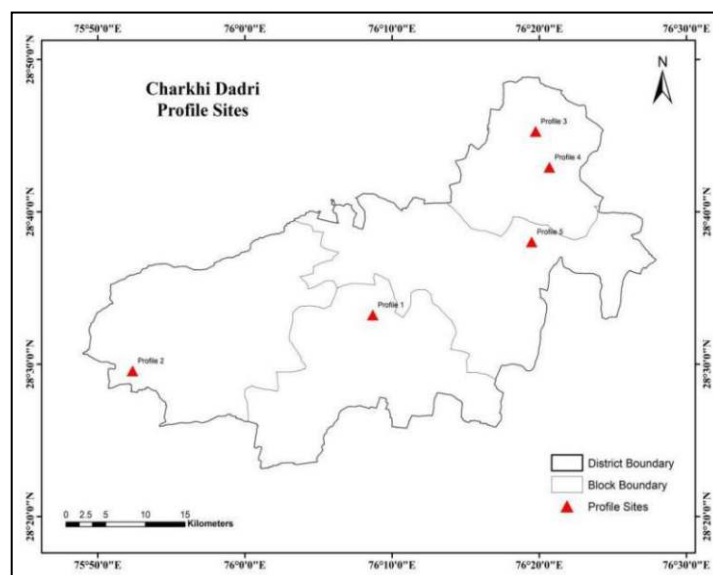 75°50'0"E 76°0'0"E 76°10'0"E 76°20'0"E 76°30'0"E
28°50'0"N
28°50'0"N
Charkhi Dadri
Profile Sites
N
Profile 3
Profile 4
28°40'0"N
28°40'0"N
Profile 5
Profile 1
Profile 2
28°30'0"N
28°30'0"N
District Boundary
Block Boundary
Profile Sites
0 2.5 5 10 15
Kilometers
28°20'0"N
28°20'0"N
75°50'0"E 76°0'0"E 76°10'0"E 76°20'0"E 76°30'0"E